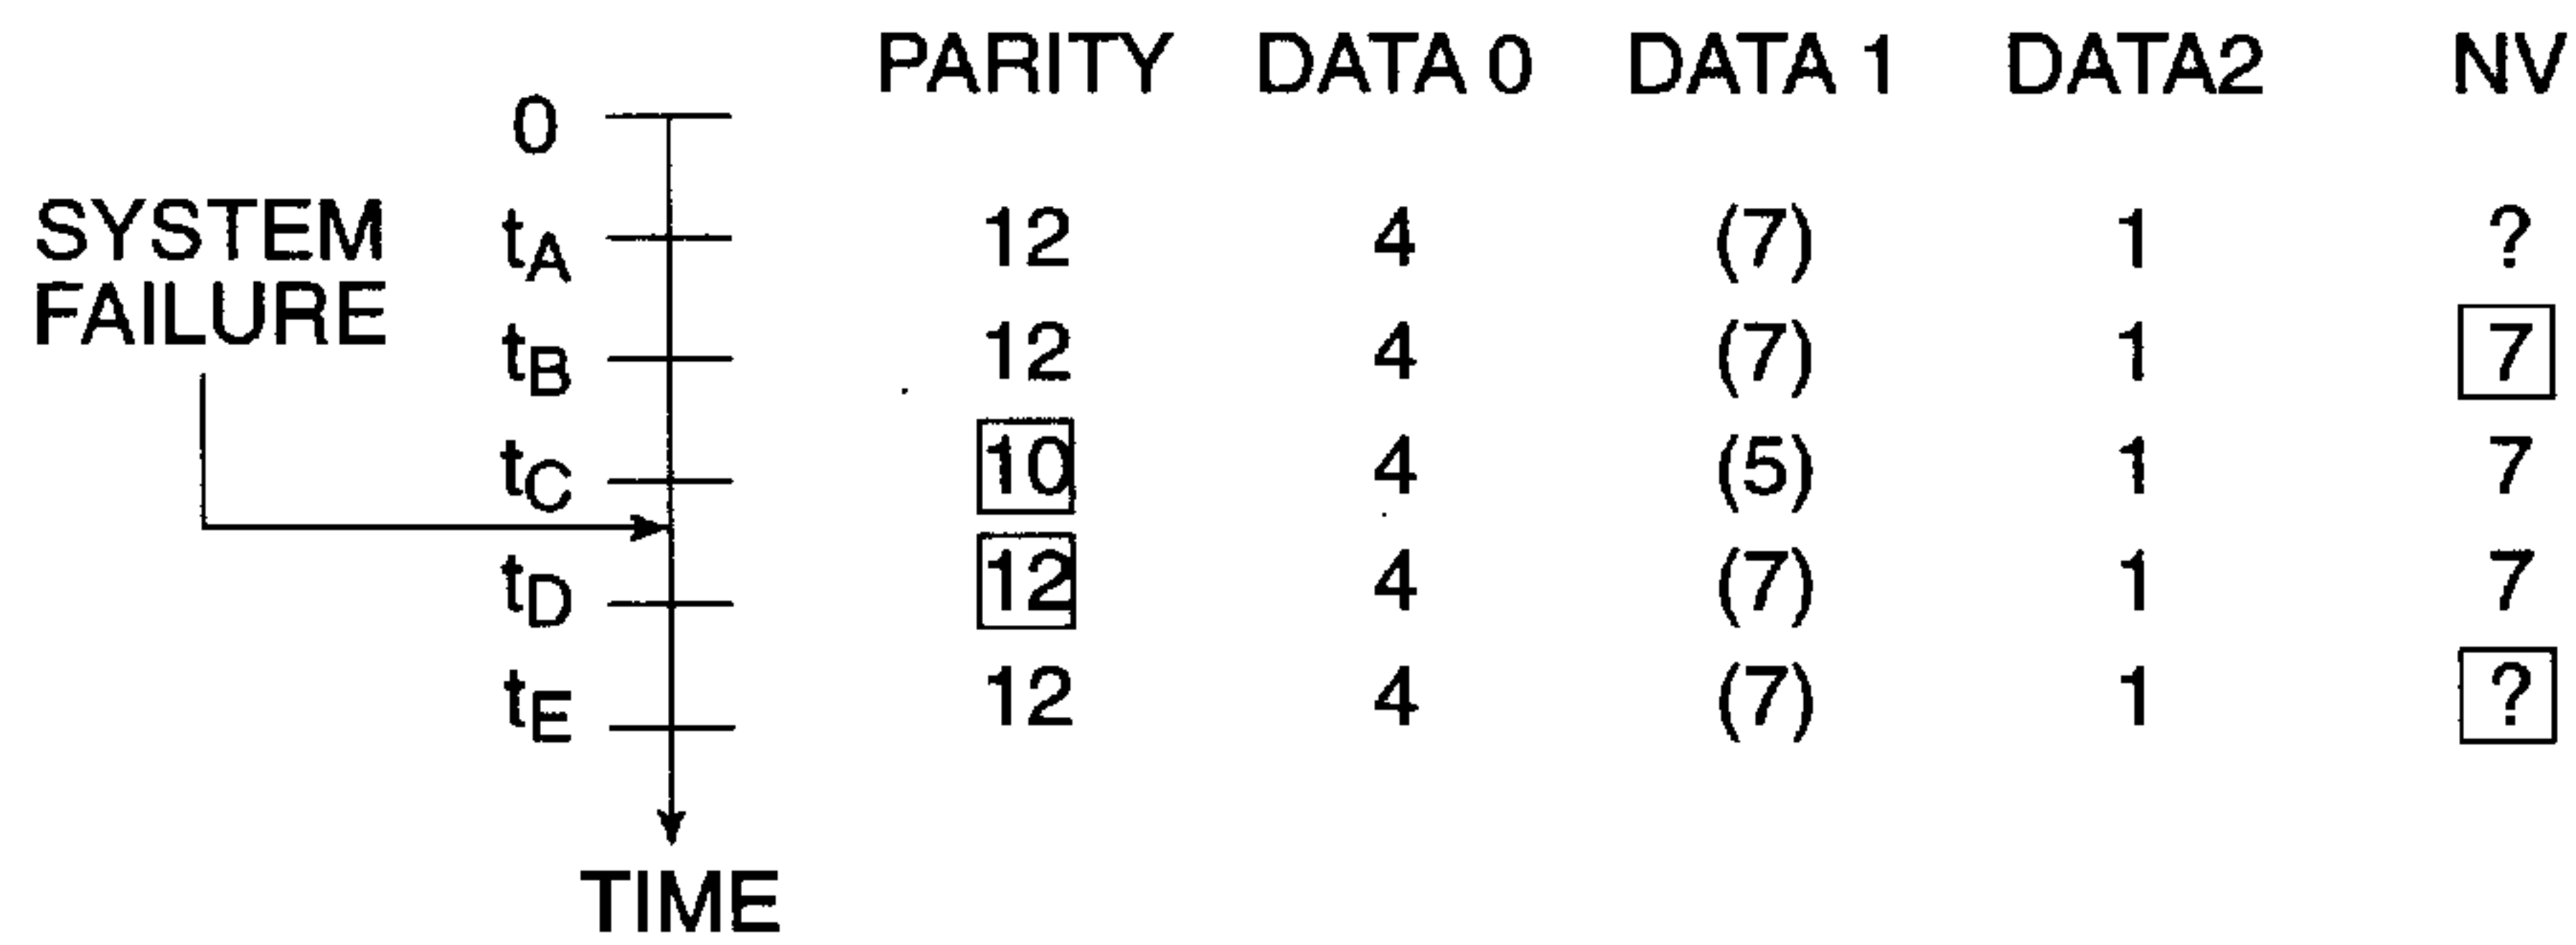 PARITY DATA 0 DATA 1 DATA2 NV
0
SYSTEM FAILURE
tA 12 4 (7) 1 ?
tB 12 4 (7) 1 7
tC 10 4 (5) 1 7
tD 12 4 (7) 1 7
tE 12 4 (7) 1 ?
TIME